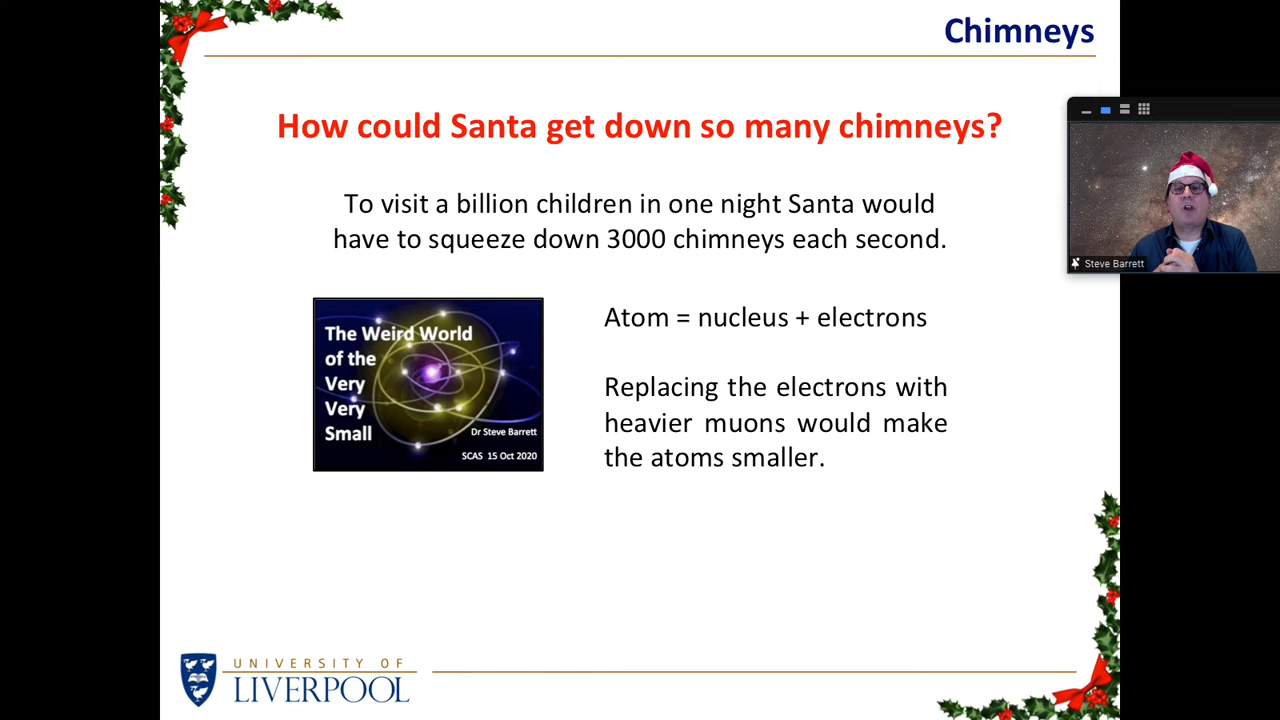 Chimneys
How could Santa get down so many chimneys?
To visit a billion children in one night Santa would
have to squeeze down 3000 chimneys each second.
The Weird World
of the
Very
Very
Small
Dr Steve Barrett
SCAS 15 Oct 2020
Atom = nucleus + electrons
Replacing the electrons with
heavier muons would make
the atoms smaller.
Steve Barrett
UNIVERSITY OF
LIVERPOOL